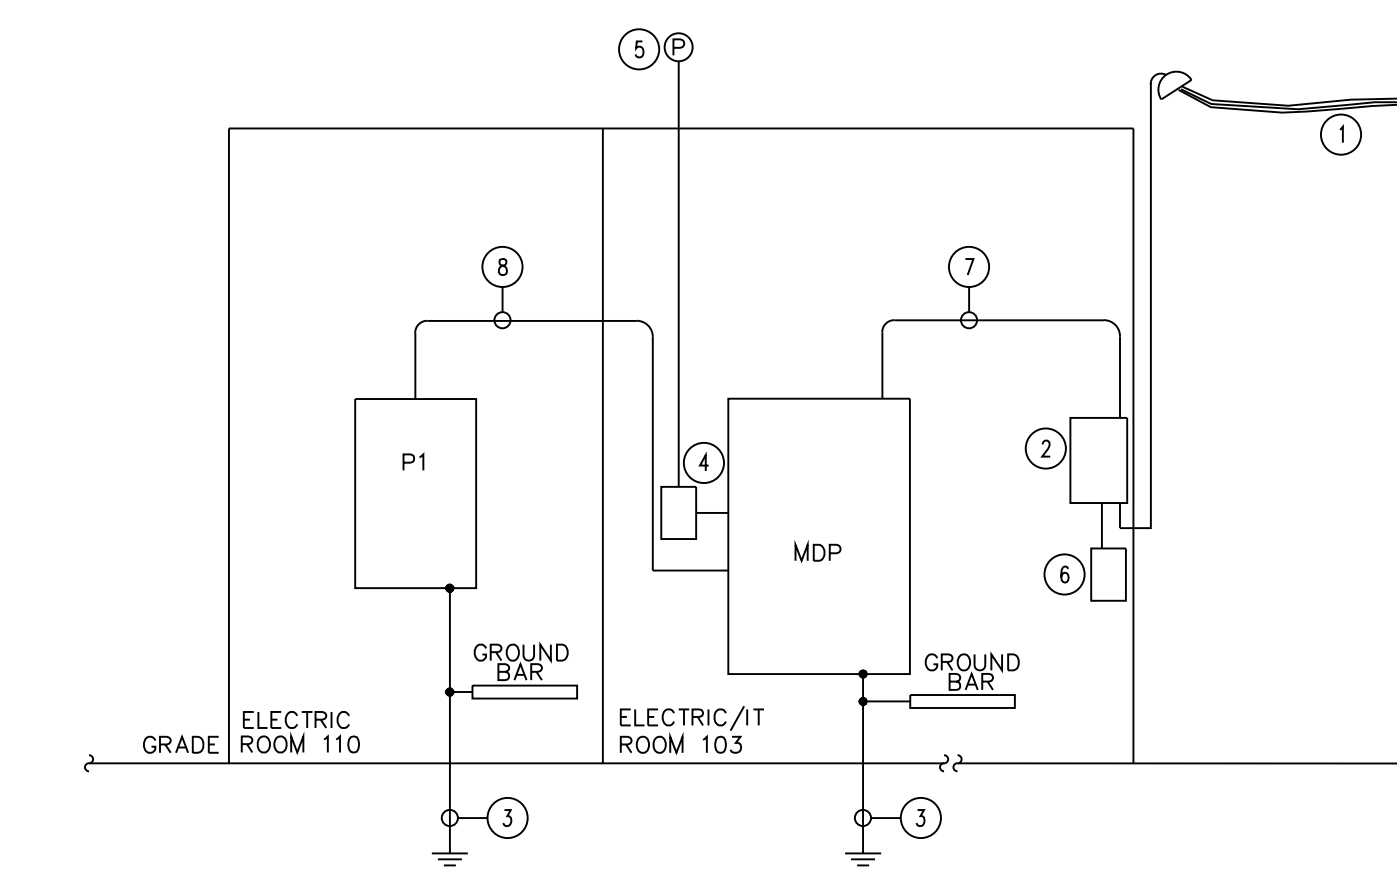 5 P
1
8
7
P1
4
2
MDP
6
GROUND
BAR
GROUND
BAR
ELECTRIC
ROOM 110
ELECTRIC/IT
ROOM 103
GRADE
3
3